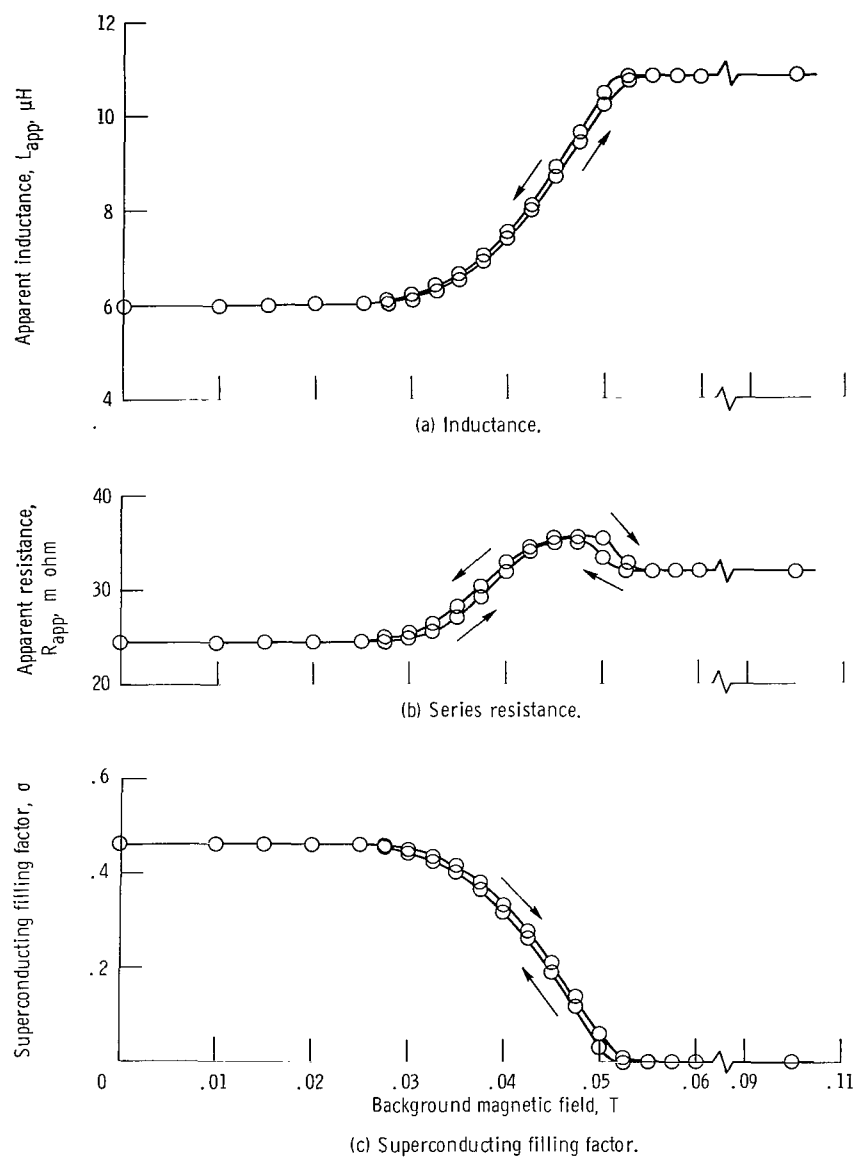 12
10
8
6
4
Apparent inductance, L_app, μH
(a) Inductance.
40
30
20
Apparent resistance,
R_app, m ohm
(b) Series resistance.
.6
.4
.2
Superconducting filling factor, σ
0 .01 .02 .03 .04 .05 .06 .09 .11
Background magnetic field, T
(c) Superconducting filling factor.